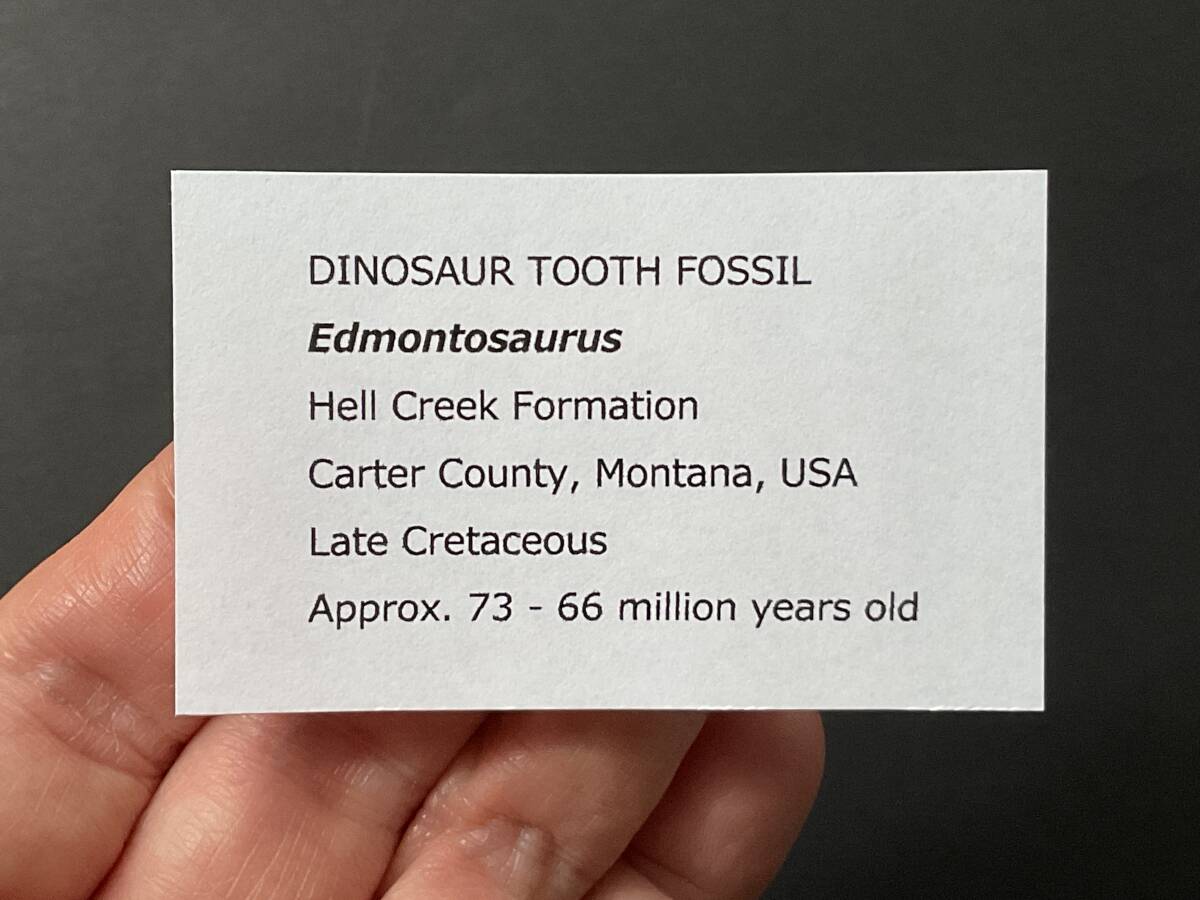 DINOSAUR TOOTH FOSSIL
Edmontosaurus
Hell Creek Formation
Carter County, Montana, USA
Late Cretaceous
Approx. 73 - 66 million years old